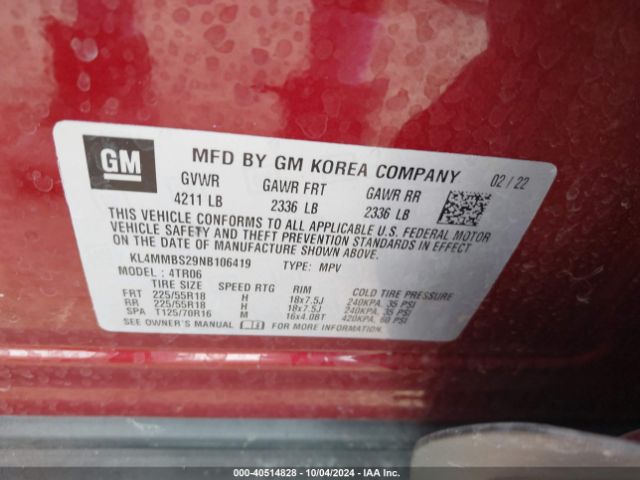 GM
MFD BY GM KOREA COMPANY 02/22
GVWR GAWR FRT GAWR RR
4211 LB 2336 LB 2336 LB
THIS VEHICLE CONFORMS TO ALL APPLICABLE U.S. FEDERAL MOTOR
VEHICLE SAFETY AND THEFT PREVENTION STANDARDS IN EFFECT
ON THE DATE OF MANUFACTURE SHOWN ABOVE.
KL4MMBS29NB106419 TYPE: MPV
MODEL: 4TR06
TIRE SIZE SPEED RTG RIM COLD TIRE PRESSURE
FRT 225/55R18 H 18x7.5J 240KPA, 35 PSI
RR 225/55R18 H 18x7.5J 240KPA, 35 PSI
SPA T125/70R16 M 16x4.0BT 420KPA, 60 PSI
SEE OWNER'S MANUAL FOR MORE INFORMATION.
000-40514828 - 10/04/2024 - IAA Inc.